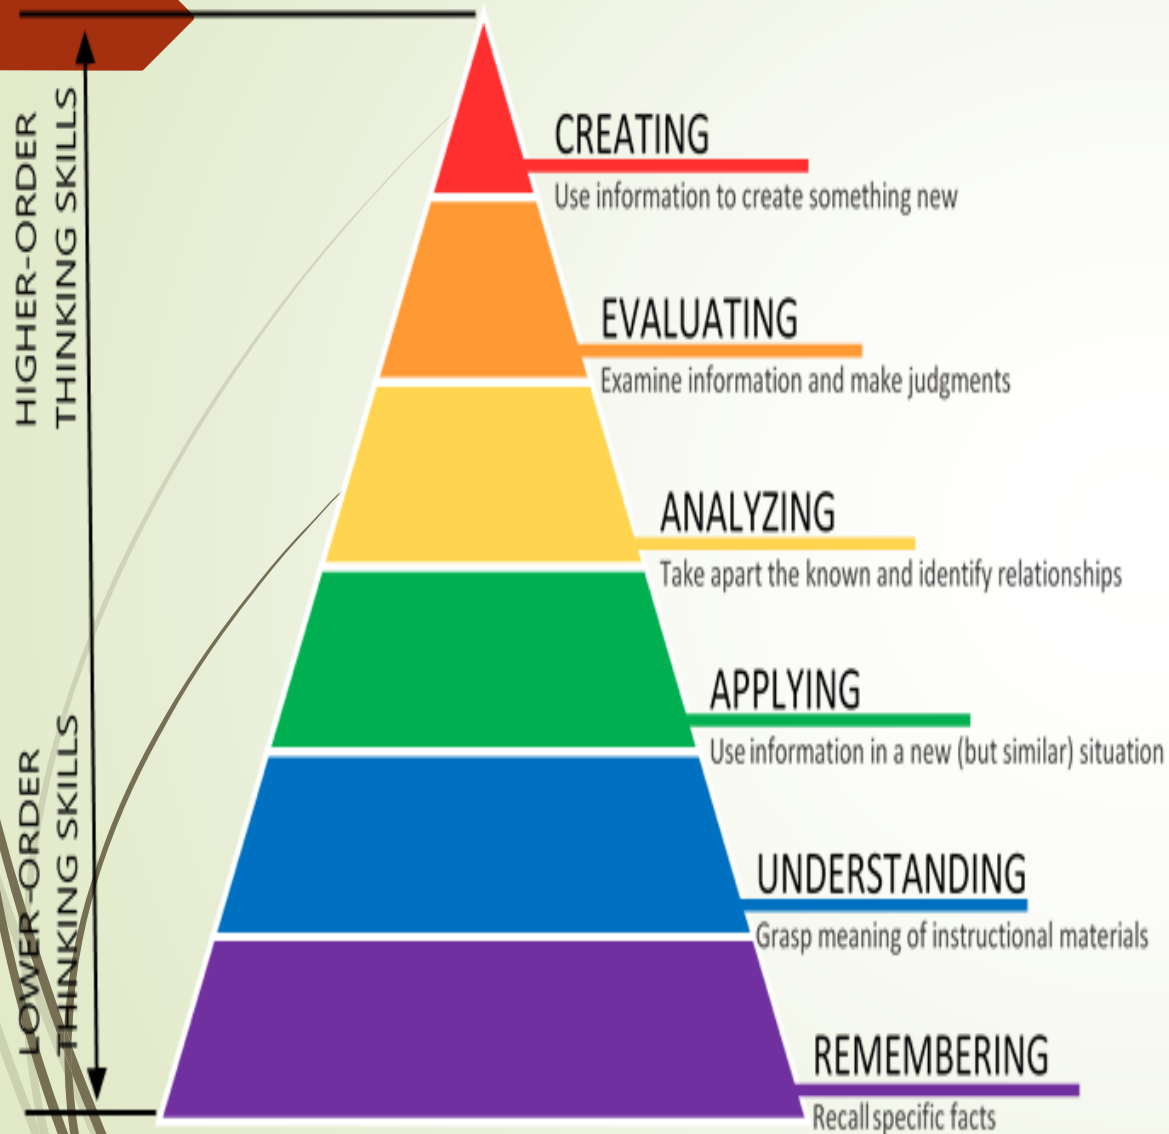 HIGHER-ORDER
THINKING SKILLS
LOWER-ORDER
THINKING SKILLS
CREATING
Use information to create something new
EVALUATING
Examine information and make judgments
ANALYZING
Take apart the known and identify relationships
APPLYING
Use information in a new (but similar) situation
UNDERSTANDING
Grasp meaning of instructional materials
REMEMBERING
Recall specific facts